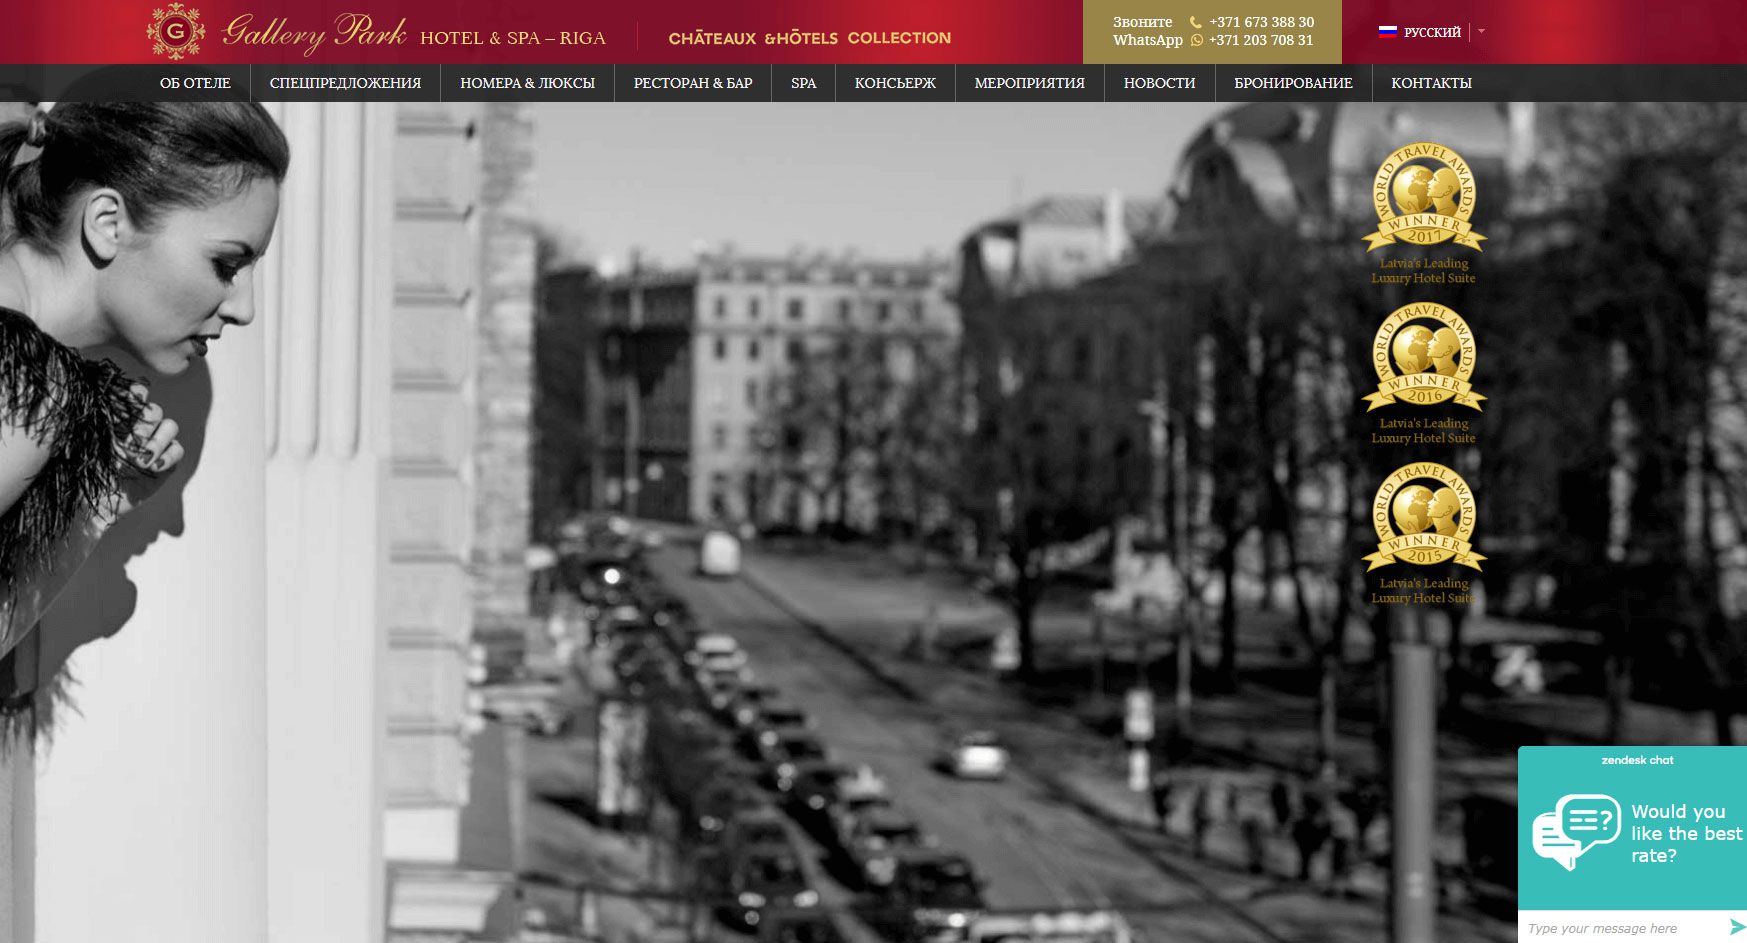 G
Gallery Park HOTEL & SPA – RIGA
CHÂTEAUX &HÔTELS COLLECTION
Звоните +371 673 388 30
WhatsApp +371 203 708 31
РУССКИЙ
ОБ ОТЕЛЕ СПЕЦПРЕДЛОЖЕНИЯ НОМЕРА & ЛЮКСЫ РЕСТОРАН & БАР SPA КОНСЬЕРЖ МЕРОПРИЯТИЯ НОВОСТИ БРОНИРОВАНИЕ КОНТАКТЫ
WORLD TRAVEL AWARDS
WINNER
2017
Latvia's Leading
Luxury Hotel Suite
WORLD TRAVEL AWARDS
WINNER
2016
Latvia's Leading
Luxury Hotel Suite
WORLD TRAVEL AWARDS
WINNER
2015
Latvia's Leading
Luxury Hotel Suite
zendesk chat
Would you
like the best
rate?
Type your message here